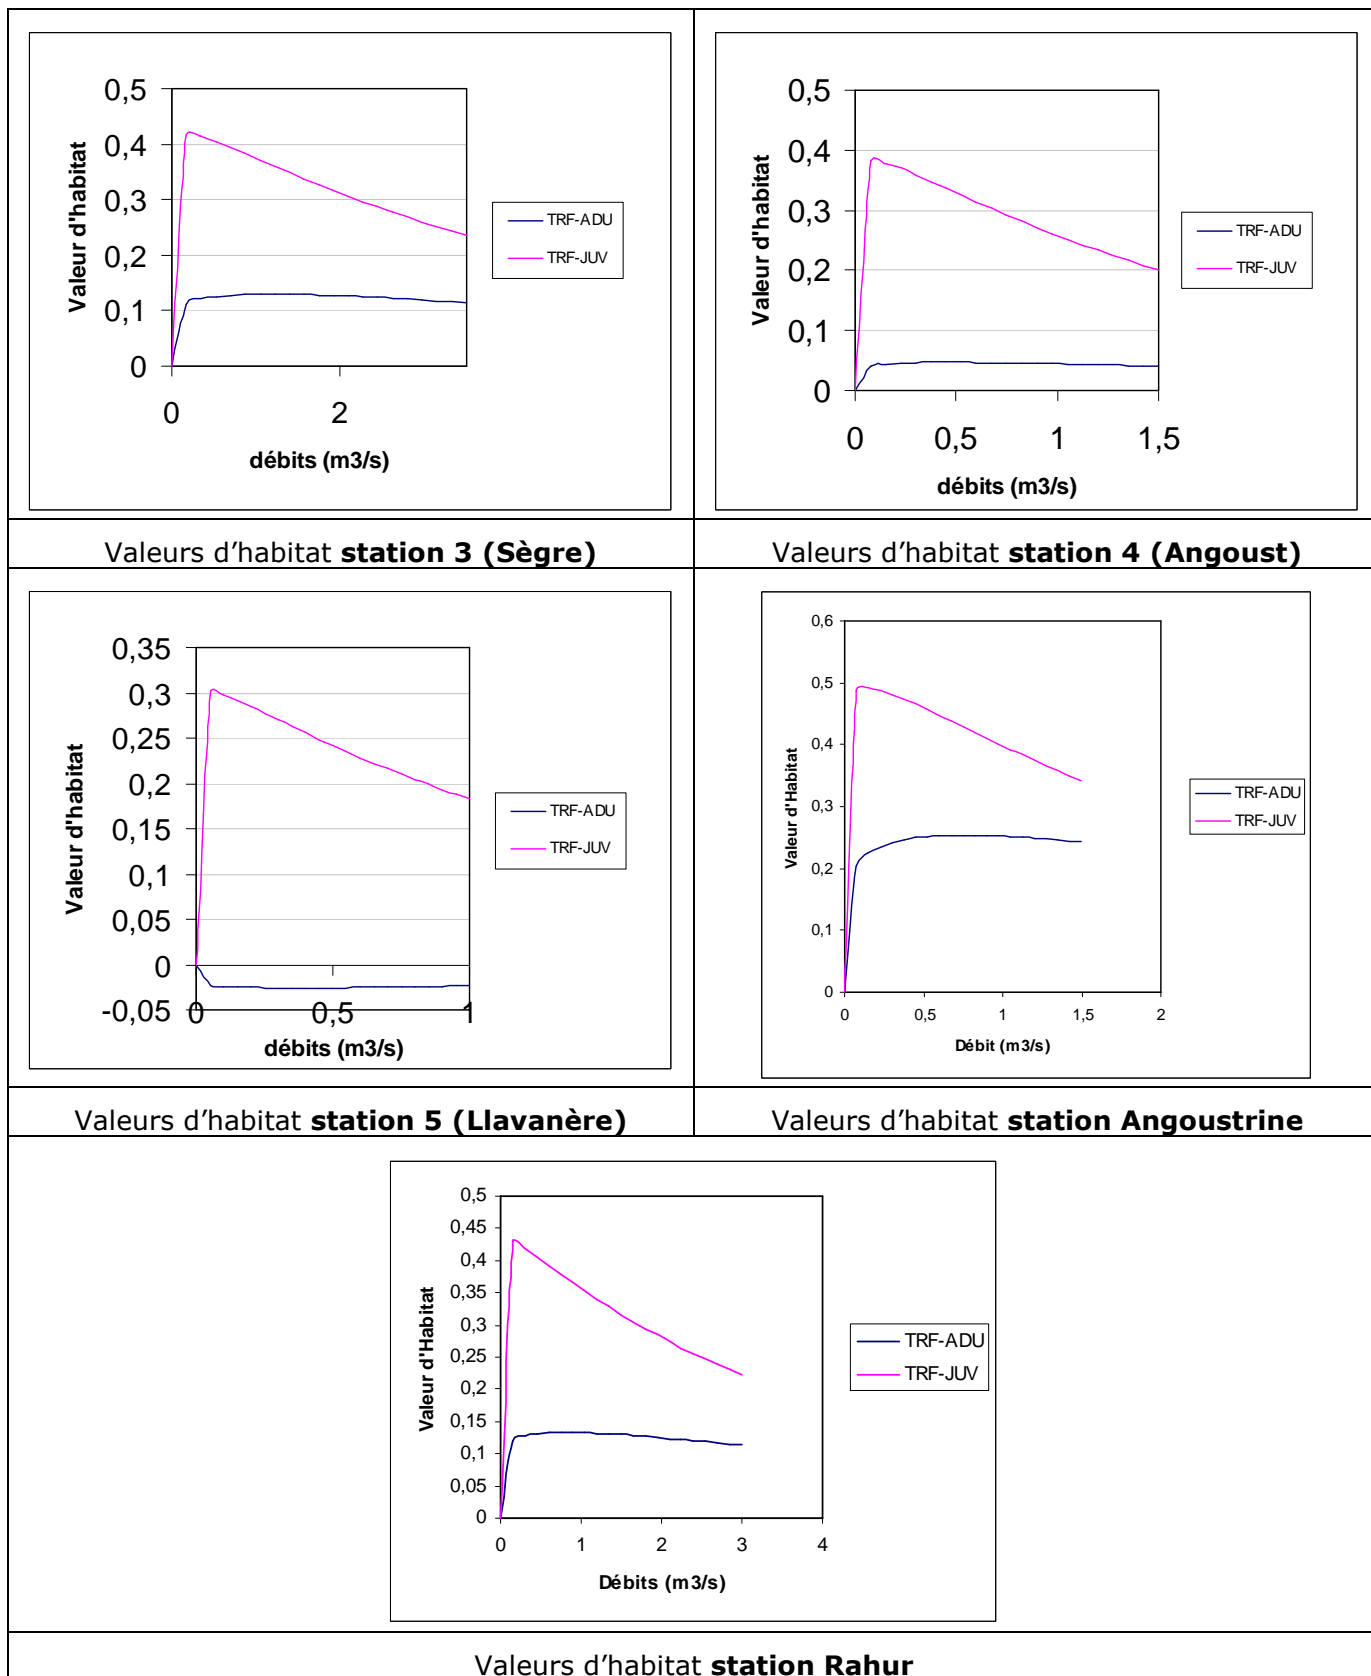 0,5
0,4
0,3
0,2
0,1
0
Valeur d'habitat
0 2
débits (m3/s)
TRF-ADU
TRF-JUV
0,5
0,4
0,3
0,2
0,1
0
Valeur d'habitat
0 0,5 1 1,5
débits (m3/s)
TRF-ADU
TRF-JUV
Valeurs d’habitat station 3 (Sègre)
Valeurs d’habitat station 4 (Angoust)
0,35
0,3
0,25
0,2
0,15
0,1
0,05
0
-0,05
Valeur d'habitat
0 0,5 1
débits (m3/s)
TRF-ADU
TRF-JUV
0,6
0,5
0,4
0,3
0,2
0,1
0
Valeur d'Habitat
0 0,5 1 1,5 2
Débit (m3/s)
TRF-ADU
TRF-JUV
Valeurs d’habitat station 5 (Llavanère)
Valeurs d’habitat station Angoustrine
0,5
0,45
0,4
0,35
0,3
0,25
0,2
0,15
0,1
0,05
0
Valeur d'Habitat
0 1 2 3 4
Débits (m3/s)
TRF-ADU
TRF-JUV
Valeurs d’habitat station Rahur